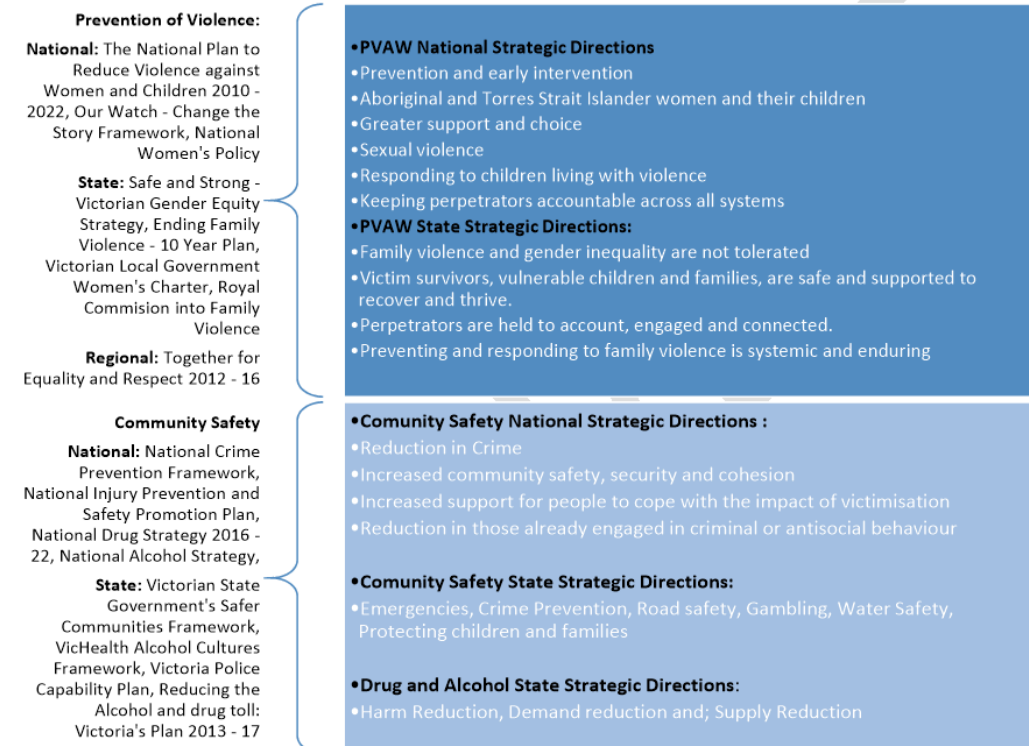 Prevention of Violence:
National: The National Plan to
Reduce Violence against
Women and Children 2010 -
2022, Our Watch - Change the
Story Framework, National
Women's Policy
State: Safe and Strong -
Victorian Gender Equity
Strategy, Ending Family
Violence - 10 Year Plan,
Victorian Local Government
Women's Charter, Royal
Commision into Family
Violence
Regional: Together for
Equality and Respect 2012 - 16
•PVAW National Strategic Directions
•Prevention and early intervention
•Aboriginal and Torres Strait Islander women and their children
•Greater support and choice
•Sexual violence
•Responding to children living with violence
•Keeping perpetrators accountable across all systems
•PVAW State Strategic Directions:
•Family violence and gender inequality are not tolerated
•Victim survivors, vulnerable children and families, are safe and supported to
recover and thrive.
•Perpetrators are held to account, engaged and connected.
•Preventing and responding to family violence is systemic and enduring
Community Safety
National: National Crime
Prevention Framework,
National Injury Prevention and
Safety Promotion Plan,
National Drug Strategy 2016 -
22, National Alcohol Strategy,
State: Victorian State
Government's Safer
Communities Framework,
VicHealth Alcohol Cultures
Framework, Victoria Police
Capability Plan, Reducing the
Alcohol and drug toll:
Victoria's Plan 2013 - 17
•Comunity Safety National Strategic Directions :
•Reduction in Crime
•Increased community safety, security and cohesion
•Increased support for people to cope with the impact of victimisation
•Reduction in those already engaged in criminal or antisocial behaviour
•Comunity Safety State Strategic Directions:
•Emergencies, Crime Prevention, Road safety, Gambling, Water Safety,
Protecting children and families
•Drug and Alcohol State Strategic Directions:
•Harm Reduction, Demand reduction and; Supply Reduction